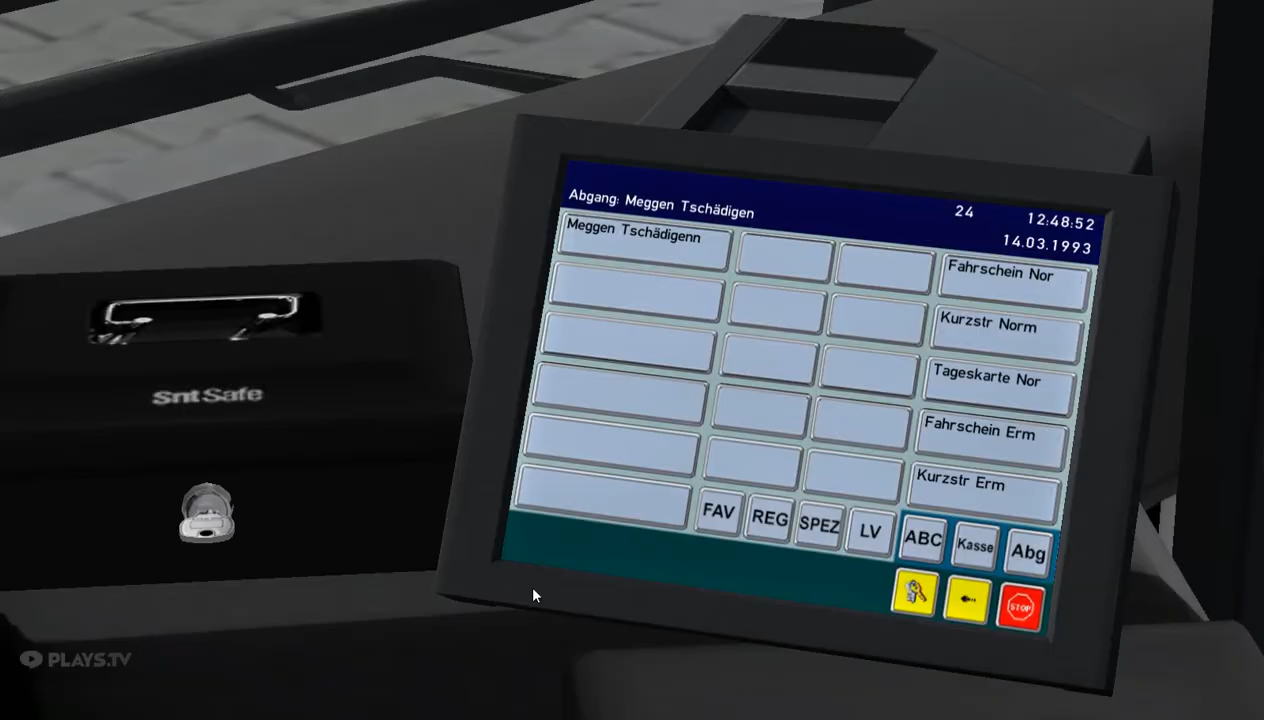 Abgang: Meggen Tschädigen
24
12:48:52
14.03.1993
Meggen Tschädigenn
Fahrschein Nor
Kurzstr Norm
Tageskarte Nor
Fahrschein Erm
Kurzstr Erm
FAV
REG
SPEZ
LV
ABC
Kasse
Abg
STOP
SntSafe
PLAYS.TV